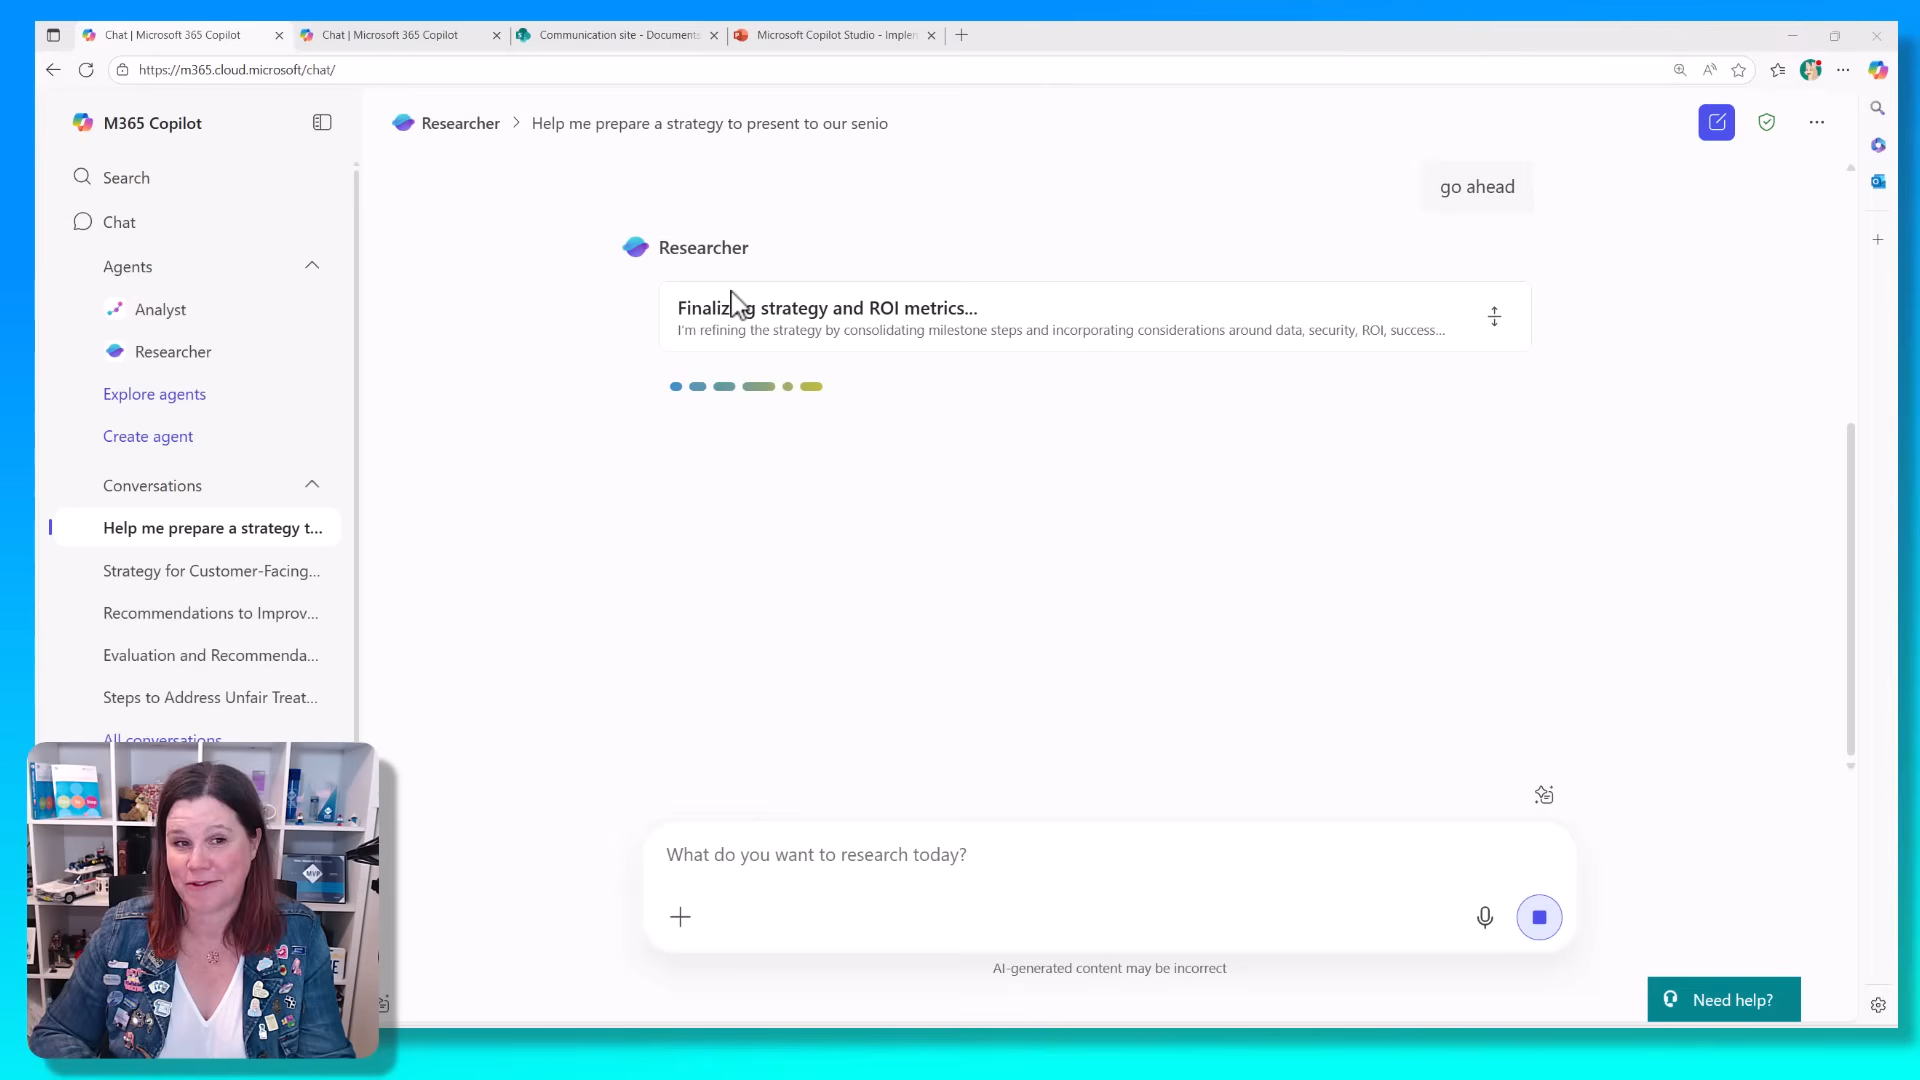 Chat | Microsoft 365 Copilot
Chat | Microsoft 365 Copilot
Communication site - Documents
Microsoft Copilot Studio - Implem
https://m365.cloud.microsoft/chat/
M365 Copilot
Researcher > Help me prepare a strategy to present to our senio
Search
Chat
Agents
Analyst
Researcher
Explore agents
Create agent
Conversations
Help me prepare a strategy t...
Strategy for Customer-Facing...
Recommendations to Improv...
Evaluation and Recommenda...
Steps to Address Unfair Treat...
All conversations
go ahead
Researcher
Finalizing strategy and ROI metrics...
I'm refining the strategy by consolidating milestone steps and incorporating considerations around data, security, ROI, success...
What do you want to research today?
AI-generated content may be incorrect
Need help?
MVP